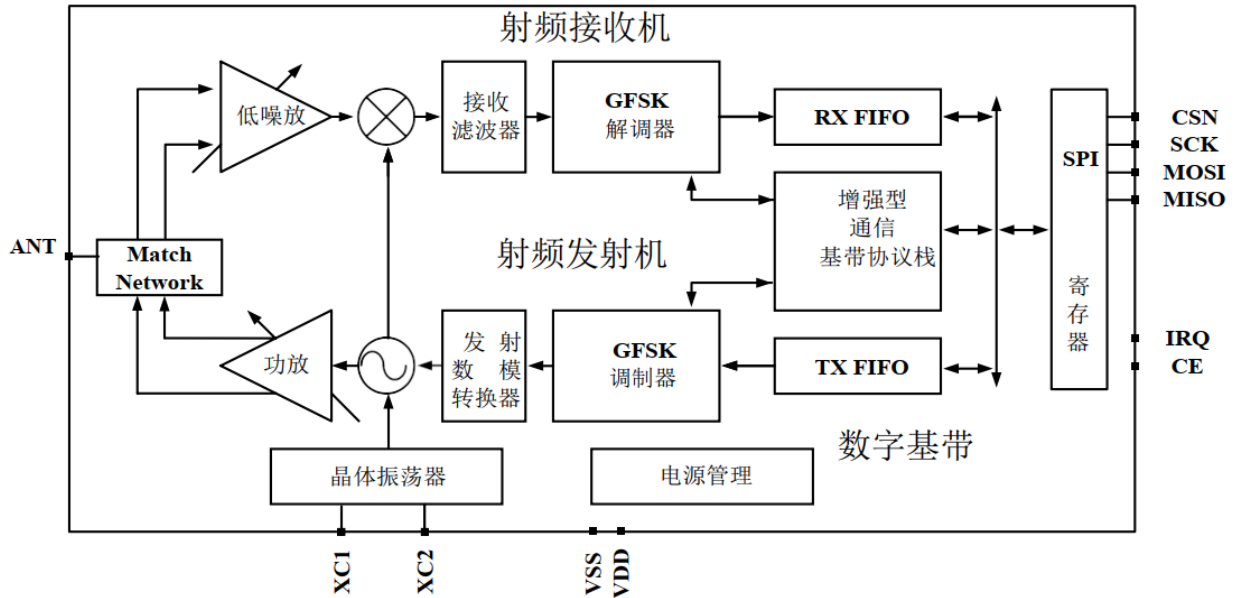 射频接收机
低噪放
接收
滤波器
GFSK
解调器
RX FIFO
SPI
寄存器
CSN
SCK
MOSI
MISO
增强型
通信
基带协议栈
ANT
Match
Network
射频发射机
功放
发射
数模
转换器
GFSK
调制器
TX FIFO
IRQ
CE
数字基带
晶体振荡器
电源管理
XC1
XC2
VSS
VDD